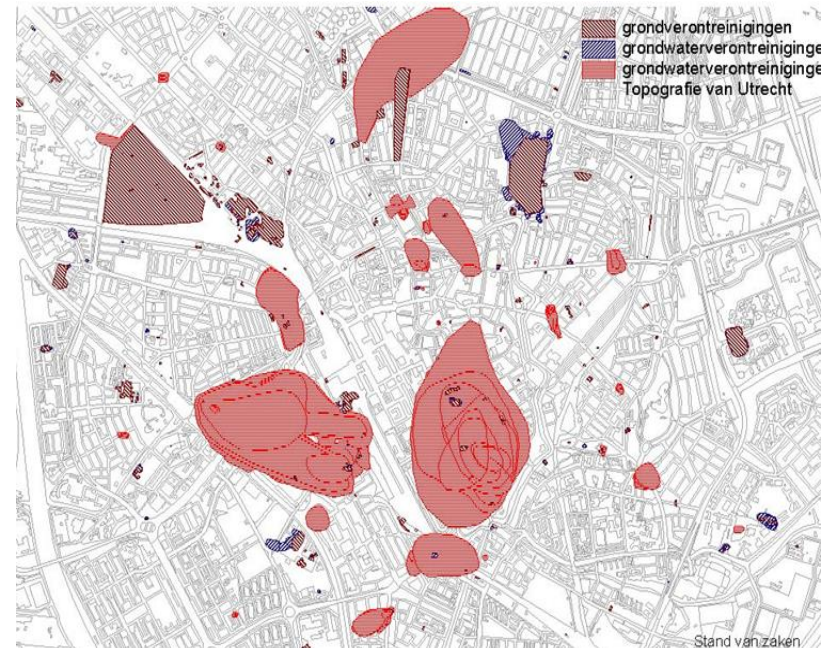 grondverontreinigingen
grondwaterverontreiniginge
grondwaterverontreiniginge
Topografie van Utrecht
Stand van zaken